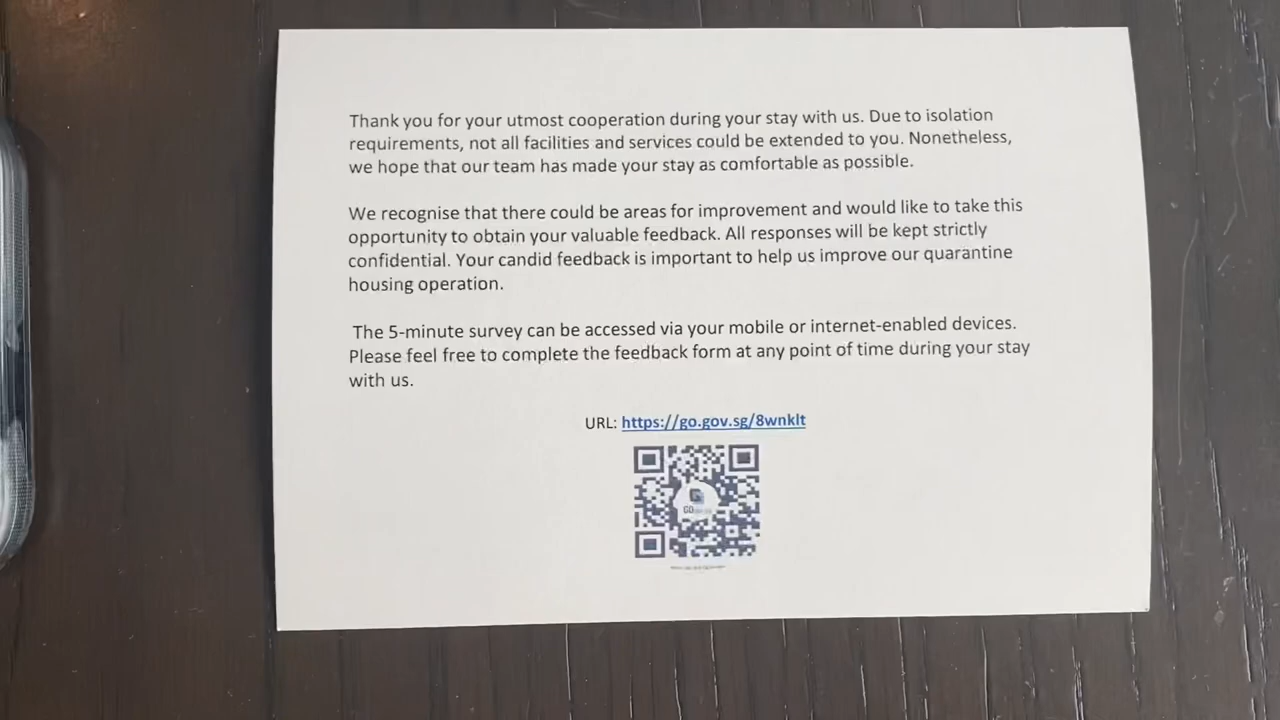 Thank you for your utmost cooperation during your stay with us. Due to isolation
requirements, not all facilities and services could be extended to you. Nonetheless,
we hope that our team has made your stay as comfortable as possible.
We recognise that there could be areas for improvement and would like to take this
opportunity to obtain your valuable feedback. All responses will be kept strictly
confidential. Your candid feedback is important to help us improve our quarantine
housing operation.
The 5-minute survey can be accessed via your mobile or internet-enabled devices.
Please feel free to complete the feedback form at any point of time during your stay
with us.
URL: https://go.gov.sg/8wnklt
GO